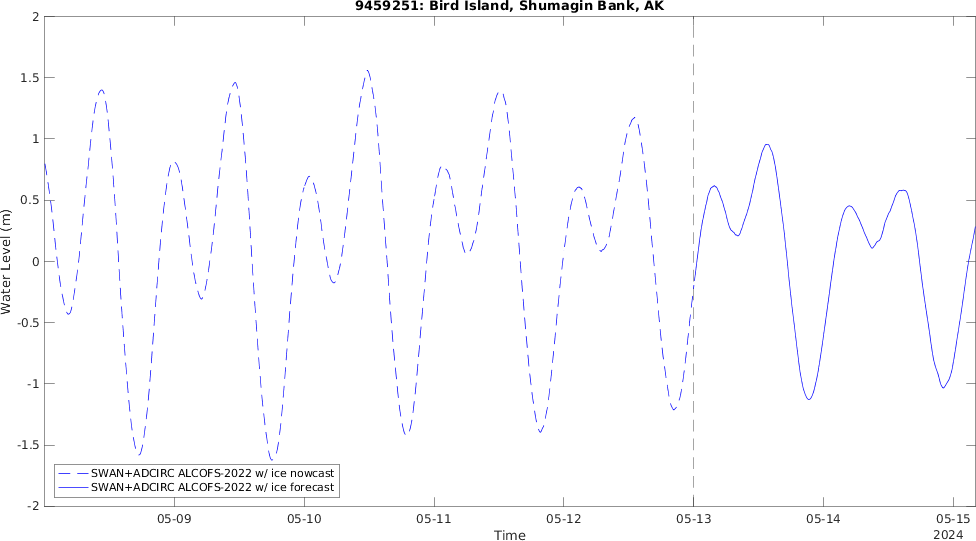 9459251: Bird Island, Shumagin Bank, AK
2
1.5
1
0.5
0
-0.5
-1
-1.5
-2
Water Level (m)
SWAN+ADCIRC ALCOFS-2022 w/ ice nowcast
SWAN+ADCIRC ALCOFS-2022 w/ ice forecast
05-09 05-10 05-11 05-12 05-13 05-14 05-15
2024
Time